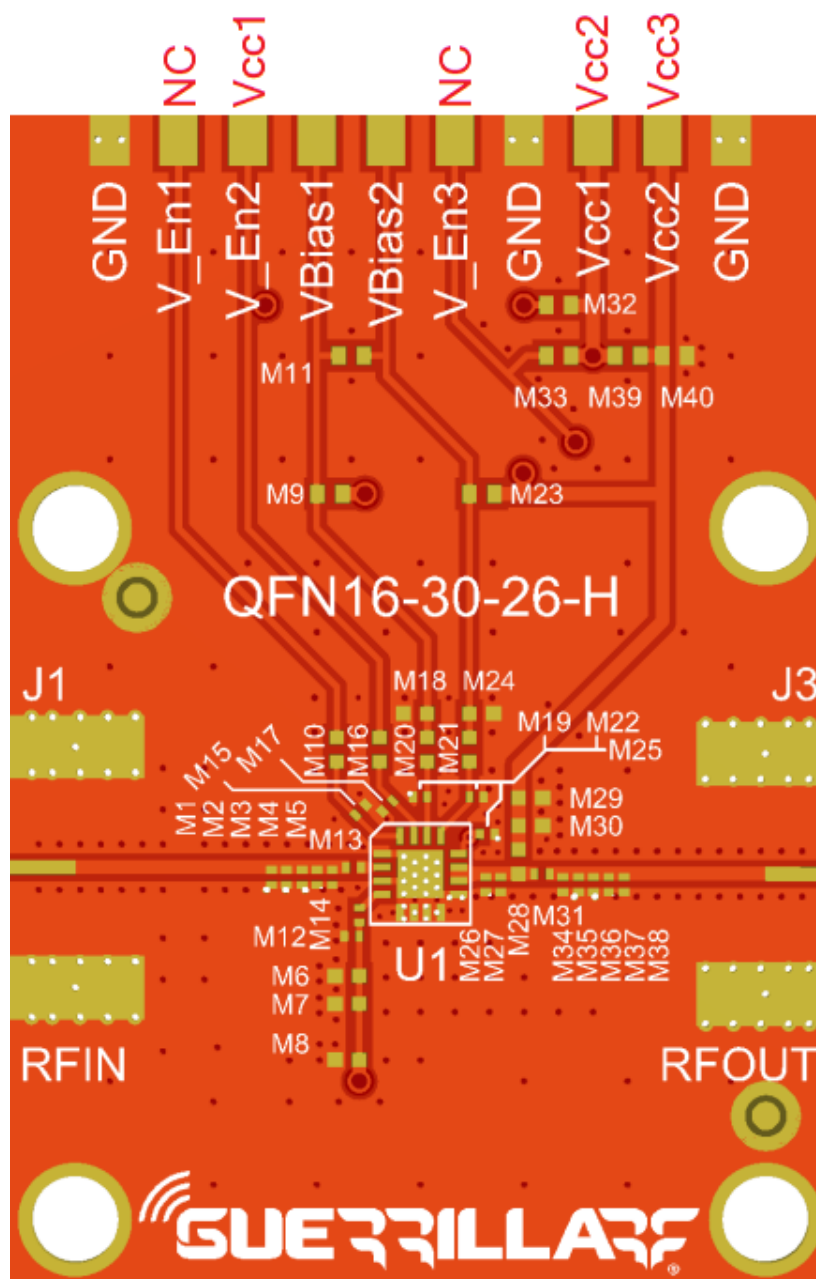 NC Vcc1 NC Vcc2 Vcc3
GND V_En1 V_En2 VBias1 VBias2 V_En3 GND Vcc1 Vcc2 GND
M32
M11
M33 M39 M40
M9 M23
QFN16-30-26-H
J1 J3
M18 M24
M19 M22
M10 M16 M20 M21 M25
M15 M17
M29
M1 M2 M3 M4 M5
M30
M13
M14 M28 M31
M12
M26 M27 M34 M35 M36 M37 M38
U1
M6
M7
M8
RFIN RFOUT
GUERRILLA RF®